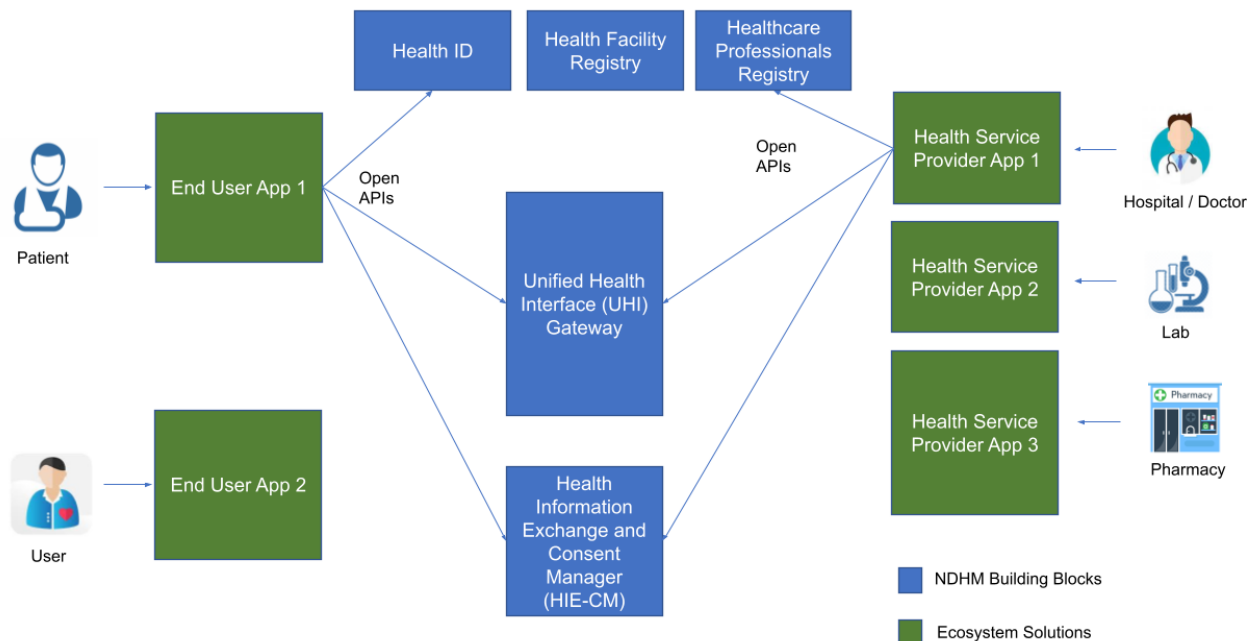 Health ID
Health Facility
Registry
Healthcare
Professionals
Registry
End User App 1
Patient
Open
APIs
Open
APIs
Health Service
Provider App 1
Hospital / Doctor
Unified Health
Interface (UHI)
Gateway
Health Service
Provider App 2
Lab
Health Service
Provider App 3
Pharmacy
Pharmacy
End User App 2
User
Health
Information
Exchange and
Consent
Manager
(HIE-CM)
NDHM Building Blocks
Ecosystem Solutions